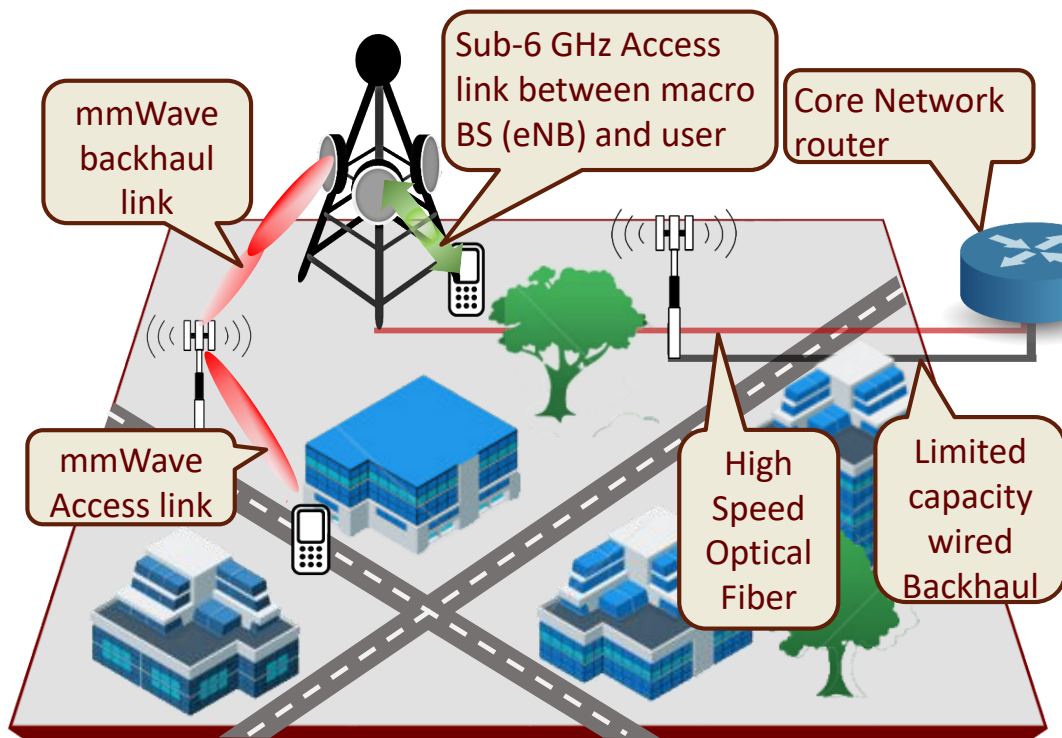 mmWave
backhaul
link
Sub-6 GHz Access
link between macro
BS (eNB) and user
Core Network
router
mmWave
Access link
High
Speed
Optical
Fiber
Limited
capacity
wired
Backhaul